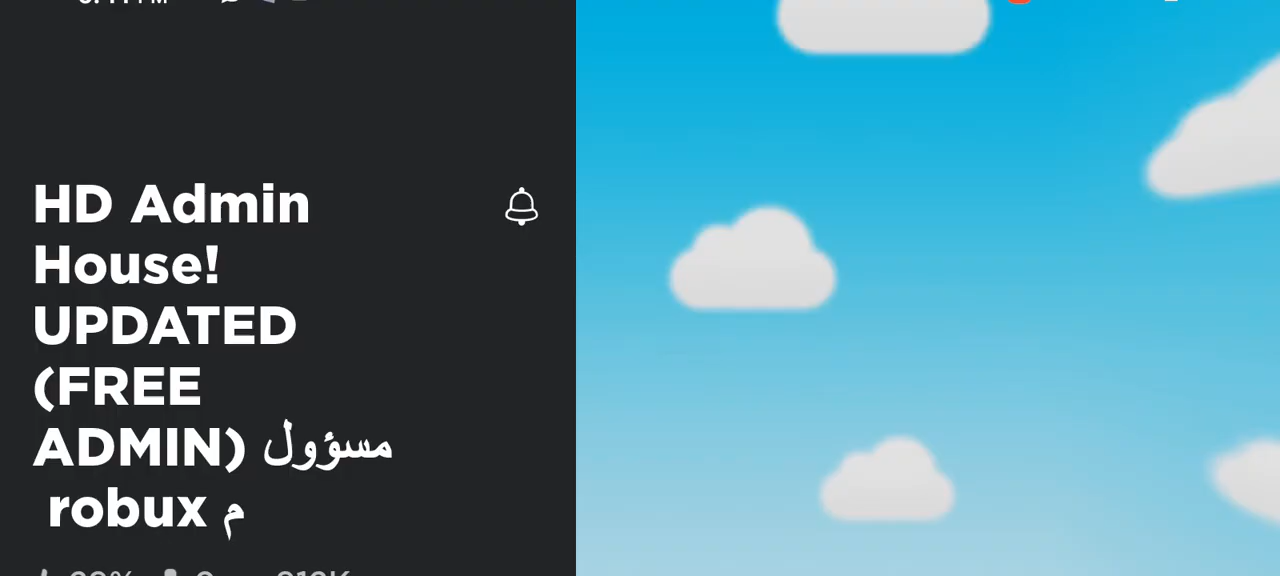 HD Admin
House!
UPDATED
(FREE
ADMIN) مسؤول
robux م